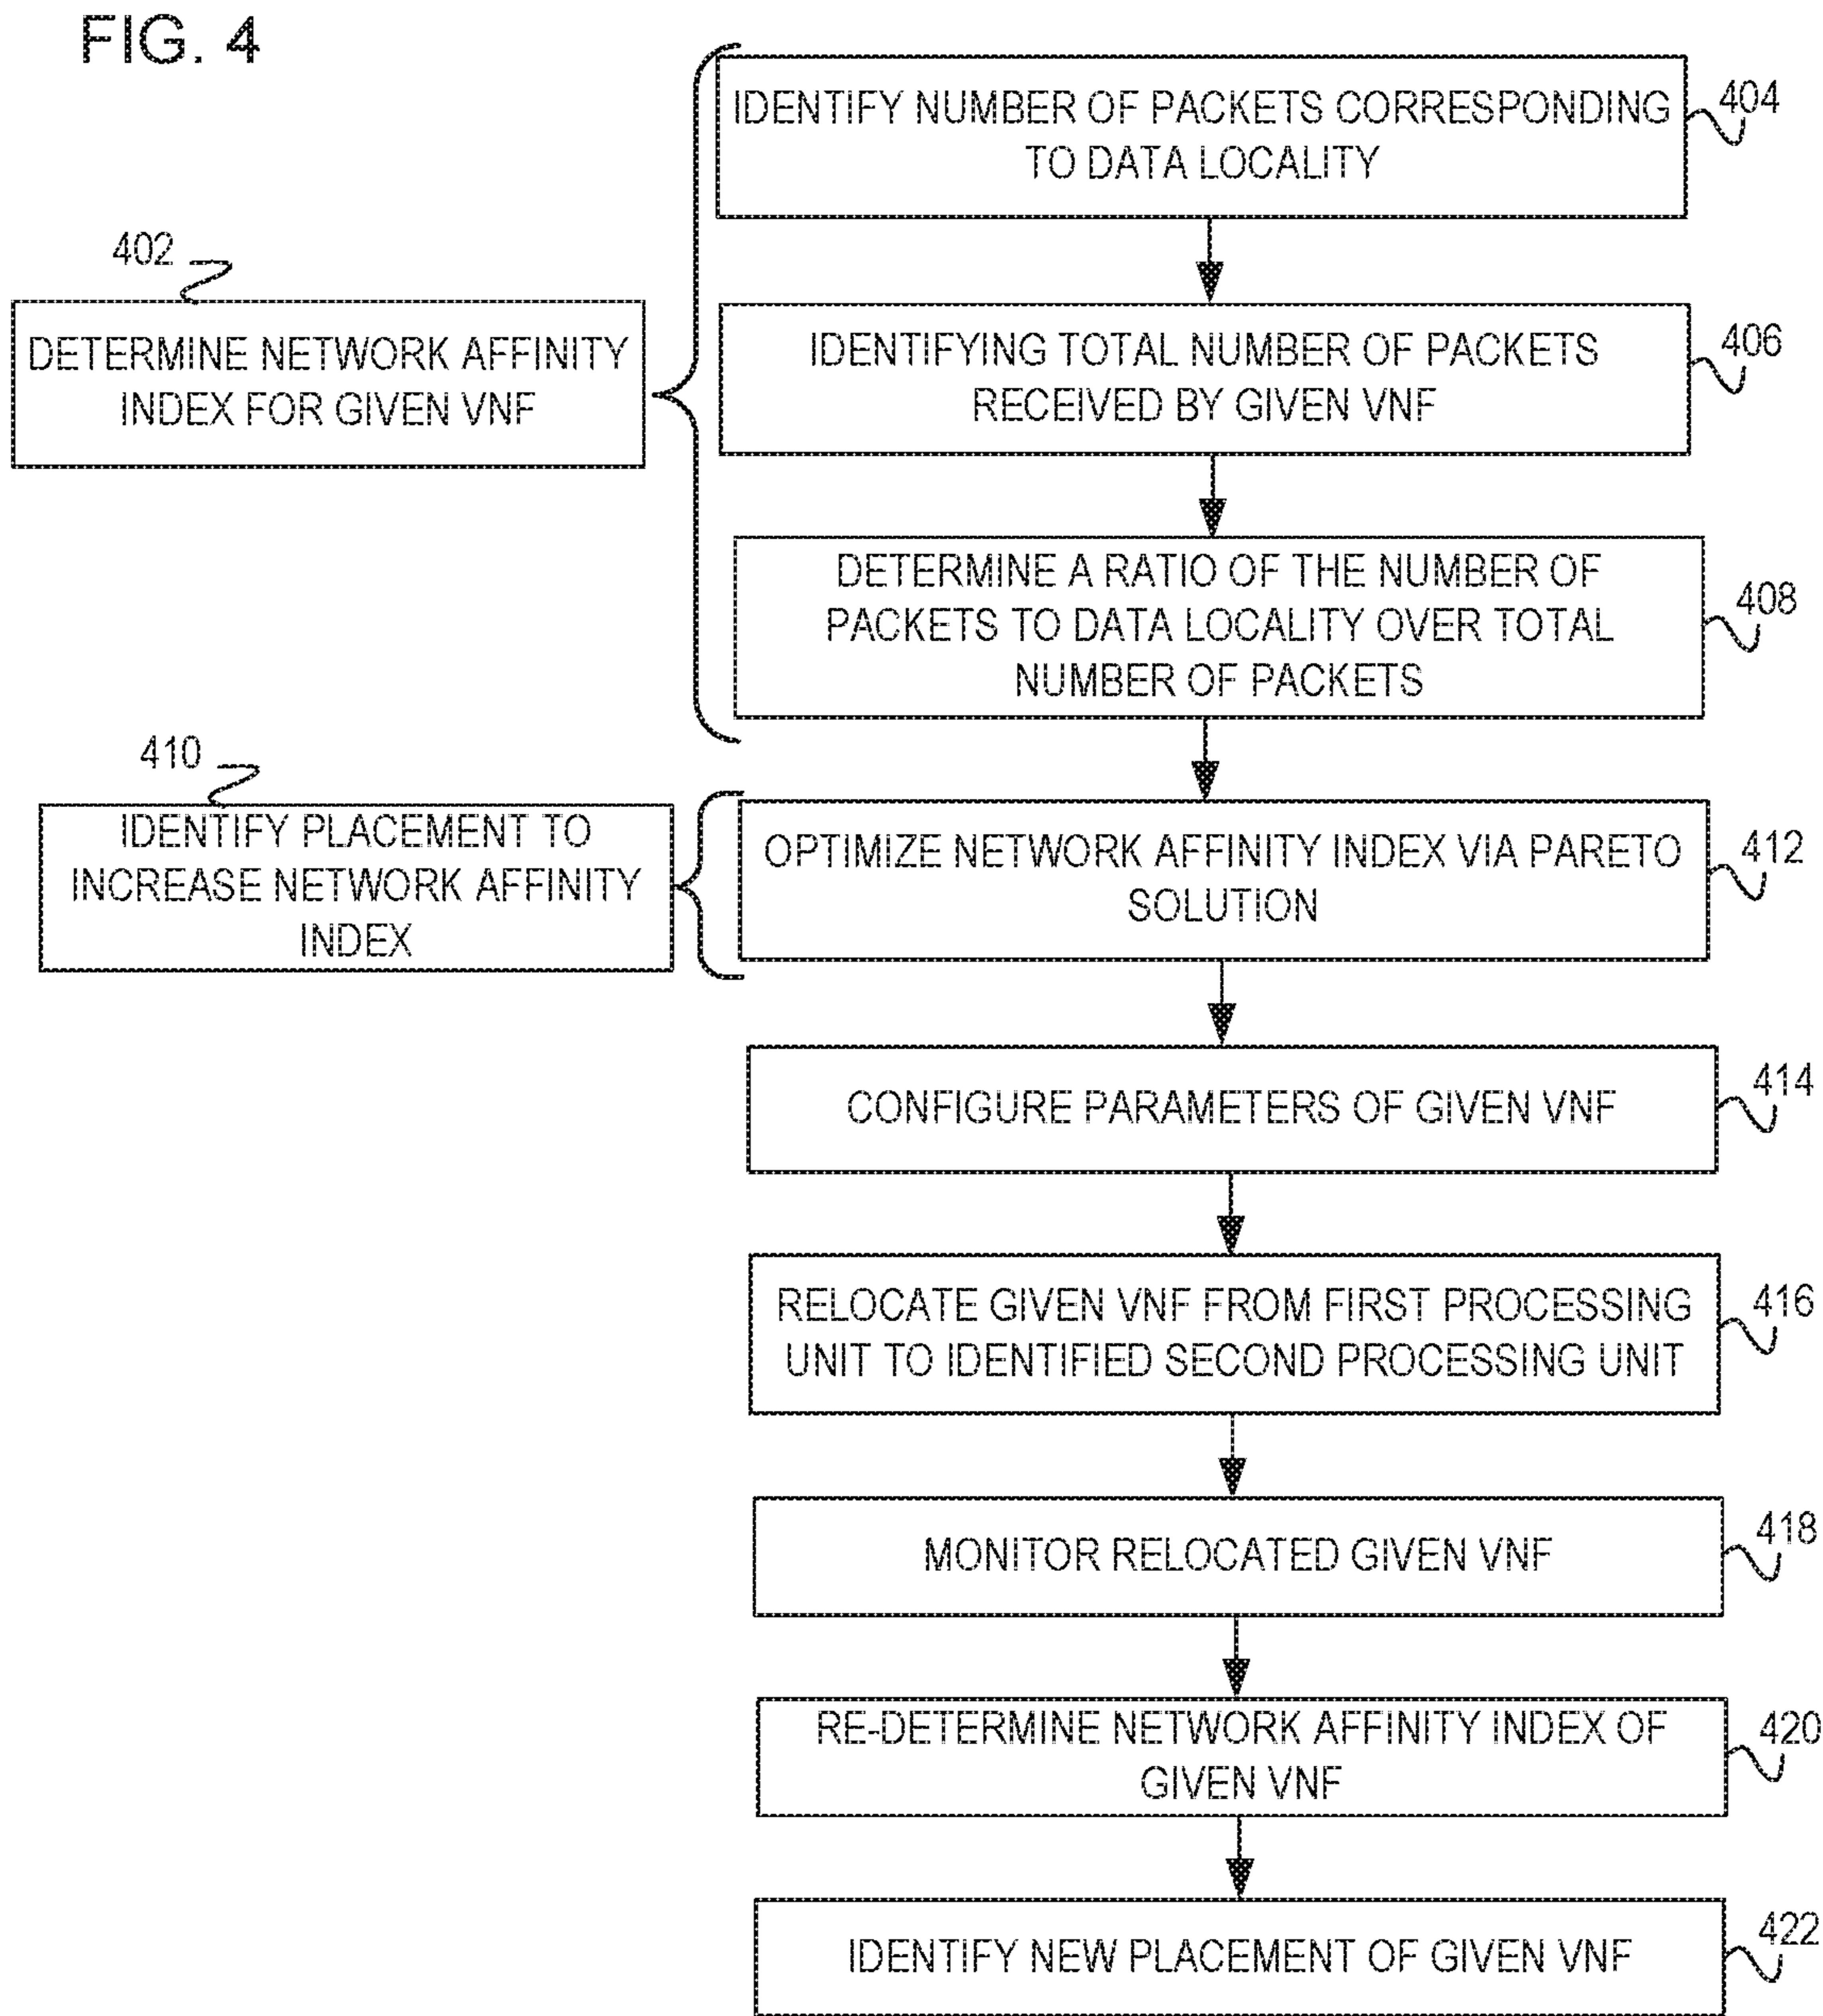 FIG. 4
IDENTIFY NUMBER OF PACKETS CORRESPONDING
TO DATA LOCALITY
404
402
DETERMINE NETWORK AFFINITY
INDEX FOR GIVEN VNF
IDENTIFYING TOTAL NUMBER OF PACKETS
RECEIVED BY GIVEN VNF
406
DETERMINE A RATIO OF THE NUMBER OF
PACKETS TO DATA LOCALITY OVER TOTAL
NUMBER OF PACKETS
408
410
IDENTIFY PLACEMENT TO
INCREASE NETWORK AFFINITY
INDEX
OPTIMIZE NETWORK AFFINITY INDEX VIA PARETO
SOLUTION
412
CONFIGURE PARAMETERS OF GIVEN VNF
414
RELOCATE GIVEN VNF FROM FIRST PROCESSING
UNIT TO IDENTIFIED SECOND PROCESSING UNIT
416
MONITOR RELOCATED GIVEN VNF
418
RE-DETERMINE NETWORK AFFINITY INDEX OF
GIVEN VNF
420
IDENTIFY NEW PLACEMENT OF GIVEN VNF
422